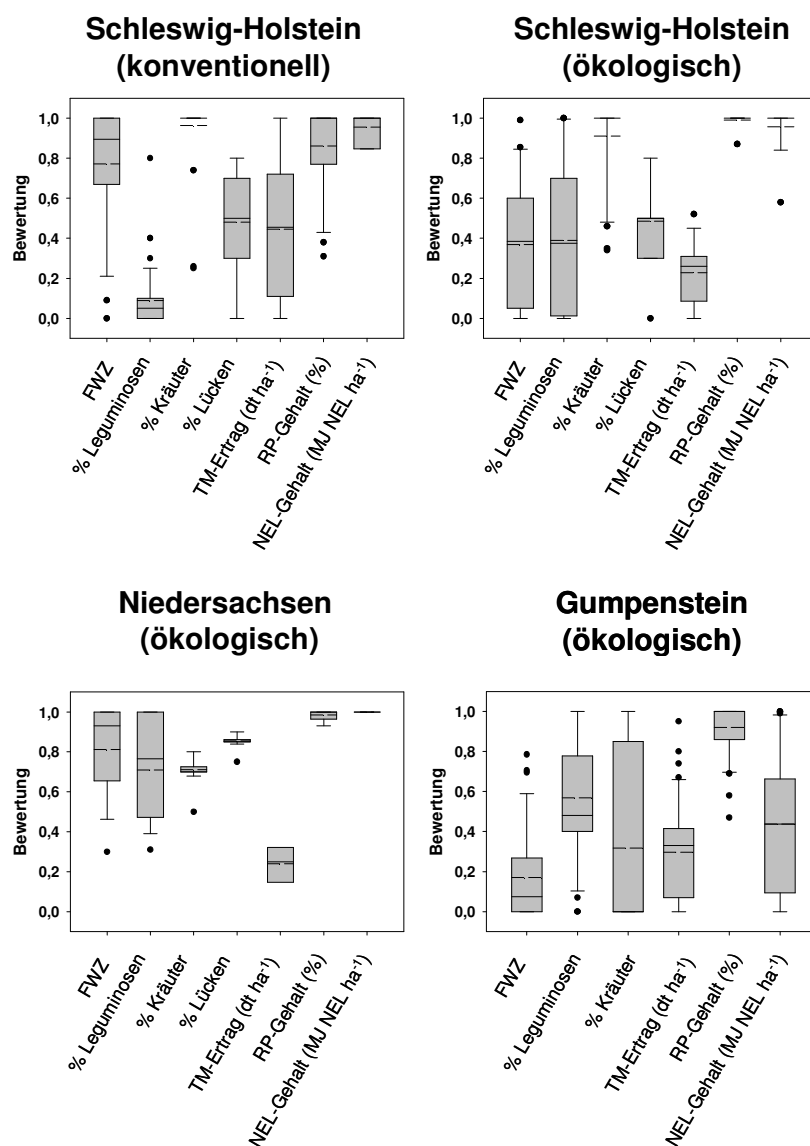 Schleswig-Holstein
(konventionell)
Bewertung
1,0
0,8
0,6
0,4
0,2
0,0
FWZ
% Leguminosen
% Kräuter
% Lücken
TM-Ertrag (dt ha⁻¹)
RP-Gehalt (%)
NEL-Gehalt (MJ NEL ha⁻¹)
Schleswig-Holstein
(ökologisch)
Bewertung
1,0
0,8
0,6
0,4
0,2
0,0
FWZ
% Leguminosen
% Kräuter
% Lücken
TM-Ertrag (dt ha⁻¹)
RP-Gehalt (%)
NEL-Gehalt (MJ NEL ha⁻¹)
Niedersachsen
(ökologisch)
Bewertung
1,0
0,8
0,6
0,4
0,2
0,0
FWZ
% Leguminosen
% Kräuter
% Lücken
TM-Ertrag (dt ha⁻¹)
RP-Gehalt (%)
NEL-Gehalt (MJ NEL ha⁻¹)
Gumpenstein
(ökologisch)
Bewertung
1,0
0,8
0,6
0,4
0,2
0,0
FWZ
% Leguminosen
% Kräuter
TM-Ertrag (dt ha⁻¹)
RP-Gehalt (%)
NEL-Gehalt (MJ NEL ha⁻¹)